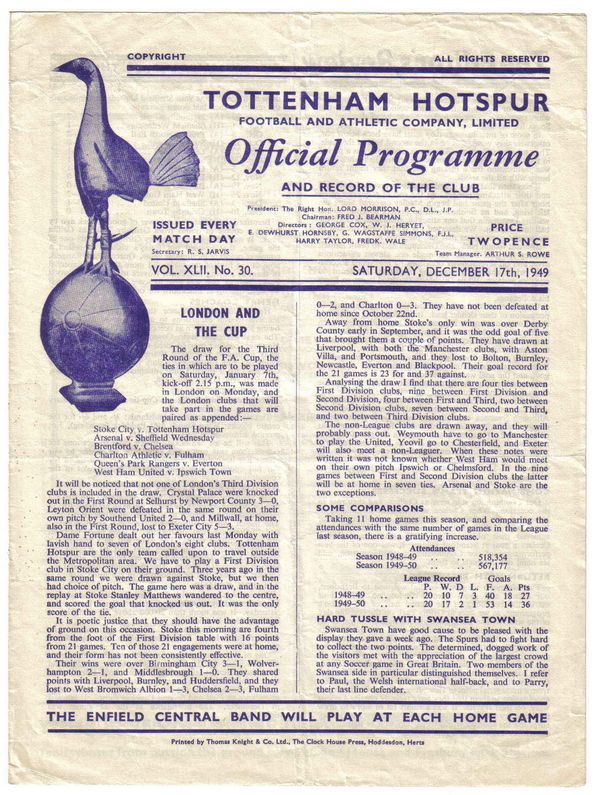 COPYRIGHT
ALL RIGHTS RESERVED
TOTTENHAM HOTSPUR
FOOTBALL AND ATHLETIC COMPANY, LIMITED
Official Programme
AND RECORD OF THE CLUB
President: The Right Hon. LORD MORRISON, P.C., D.L., J.P.
Chairman: FRED J. BEARMAN.
Directors: GEORGE COX, W. J. HERYET,
E. DEWHURST HORNSBY, G. WAGSTAFFE SIMMONS, F.J.I.,
HARRY TAYLOR, FREDK. WALE
ISSUED EVERY
MATCH DAY
Secretary: R. S. JARVIS
PRICE
TWOPENCE
Team Manager. ARTHUR S. ROWE
VOL. XLII. No. 30.
SATURDAY, DECEMBER 17th, 1949
LONDON AND
THE CUP
The draw for the Third
Round of the F.A. Cup, the
ties in which are to be played
on Saturday, January 7th,
kick-off 2.15 p.m., was made
in London on Monday, and
the London clubs that will
take part in the games are
paired as appended:—
Stoke City v. Tottenham Hotspur
Arsenal v. Sheffield Wednesday
Brentford v. Chelsea
Charlton Athletic v. Fulham
Queen's Park Rangers v. Everton
West Ham United v. Ipswich Town
It will be noticed that not one of London's Third Division
clubs is included in the draw. Crystal Palace were knocked
out in the First Round at Selhurst by Newport County 3—0,
Leyton Orient were defeated in the same round on their
own pitch by Southend United 2—0, and Millwall, at home,
also in the First Round, lost to Exeter City 5—3.
Dame Fortune dealt out her favours last Monday with
lavish hand to seven of London's eight clubs. Tottenham
Hotspur are the only team called upon to travel outside
the Metropolitan area. We have to play a First Division
club in Stoke City on their ground. Three years ago in the
same round we were drawn against Stoke, but we then
had choice of pitch. The game here was a draw, and in the
replay at Stoke Stanley Matthews wandered to the centre,
and scored the goal that knocked us out. It was the only
score of the tie.
It is poetic justice that they should have the advantage
of ground on this occasion. Stoke this morning are fourth
from the foot of the First Division table with 16 points
from 21 games. Ten of those 21 engagements were at home,
and their form has not been consistently effective.
Their wins were over Birmingham City 3—1, Wolver-
hampton 2—1, and Middlesbrough 1—0. They shared
points with Liverpool, Burnley, and Huddersfield, and they
lost to West Bromwich Albion 1—3, Chelsea 2—3, Fulham
0—2, and Charlton 0—3. They have not been defeated at
home since October 22nd.
Away from home Stoke's only win was over Derby
County early in September, and it was the odd goal of five
that brought them a couple of points. They have drawn at
Liverpool, with both the Manchester clubs, with Aston
Villa, and Portsmouth, and they lost to Bolton, Burnley,
Newcastle, Everton and Blackpool. Their goal record for
the 21 games is 23 for and 37 against.
Analysing the draw I find that there are four ties between
First Division clubs, nine between First Division and
Second Division, four between First and Third, two between
Second Division clubs, seven between Second and Third,
and two between Third Division clubs.
The non-League clubs are drawn away, and they will
probably pass out. Weymouth have to go to Manchester
to play the United, Yeovil go to Chesterfield, and Exeter
will also meet a non-Leaguer. When these notes were
written it was not known whether West Ham would meet
on their own pitch Ipswich or Chelmsford. In the nine
games between First and Second Division clubs the latter
will be at home in seven ties. Arsenal and Stoke are the
two exceptions.
SOME COMPARISONS
Taking 11 home games this season, and comparing the
attendances with the same number of games in the League
last season, there is a gratifying increase.
Attendances
Season 1948-49 .. .. 518,354
Season 1949-50 .. .. 567,177
League Record Goals
P. W. D. L. F. A. Pts
1948-49 .. .. 20 10 7 3 40 18 27
1949-50 .. .. 20 17 2 1 53 14 36
HARD TUSSLE WITH SWANSEA TOWN
Swansea Town have good cause to be pleased with the
display they gave a week ago. The Spurs had to fight hard
to collect the two points. The determined, dogged work of
the visitors met with the appreciation of the largest crowd
at any Soccer game in Great Britain. Two members of the
Swansea side in particular distinguished themselves. I refer
to Paul, the Welsh international half-back, and to Parry,
their last line defender.
THE ENFIELD CENTRAL BAND WILL PLAY AT EACH HOME GAME
Printed by Thomas Knight & Co. Ltd., The Clock House Press, Hoddesdon, Herts